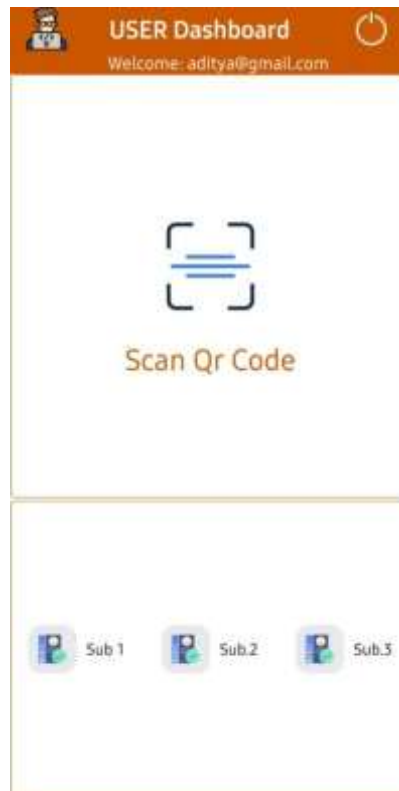 USER Dashboard
Welcome: aditya@gmail.com
Scan Qr Code
Sub 1
Sub.2
Sub.3